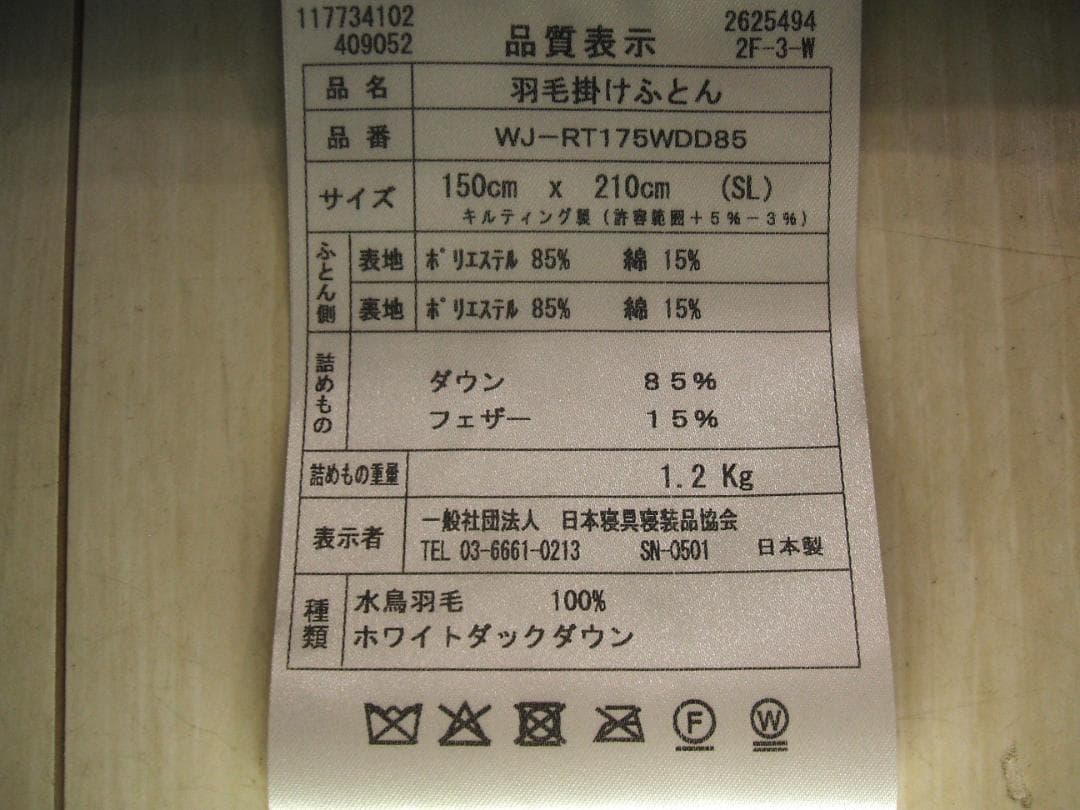 117734102
409052
品質表示
2625494
2F-3-W
品名 羽毛掛けふとん
品番 WJ-RT175WDD85
サイズ 150cm x 210cm (SL)
キルティング製(許容範囲+5%-3%)
ふとん側
表地 ポリエステル 85% 綿 15%
裏地 ポリエステル 85% 綿 15%
詰めもの
ダウン 85%
フェザー 15%
詰めもの重量 1.2 Kg
表示者
一般社団法人 日本寝具寝装品協会
TEL 03-6661-0213 SN-0501 日本製
種類
水鳥羽毛 100%
ホワイトダックダウン
F W